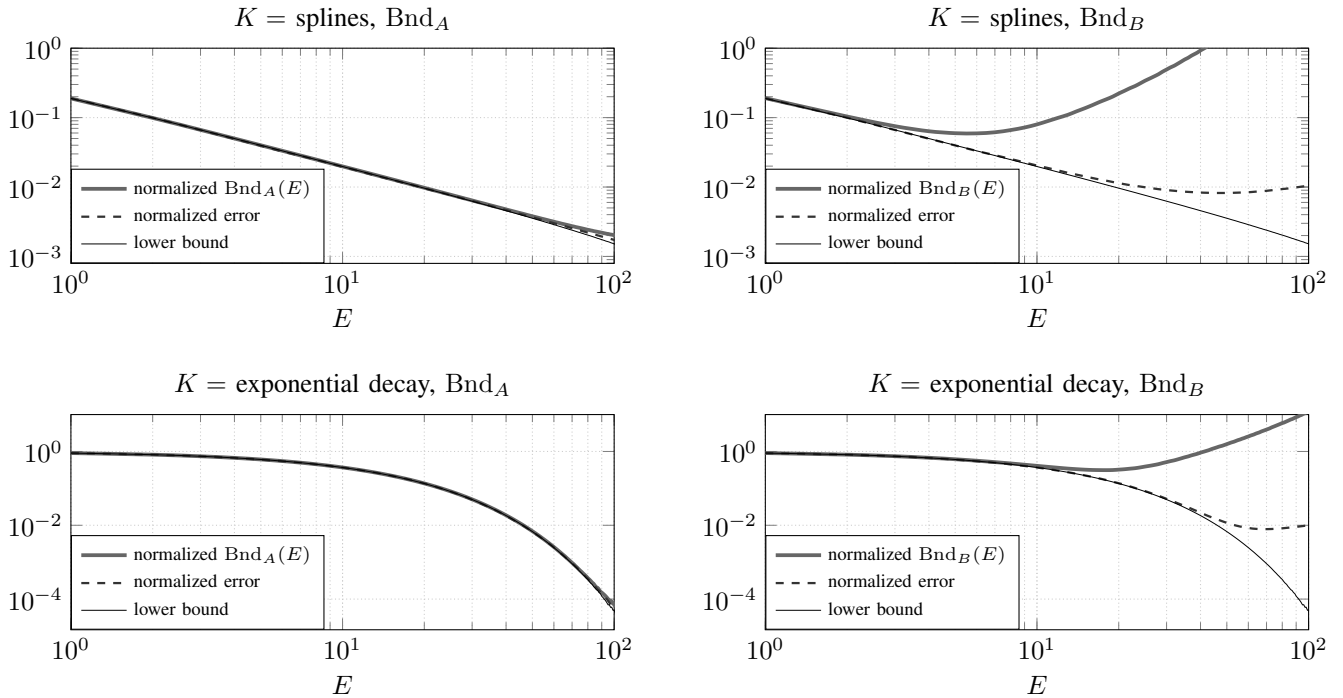 K = splines, Bnd_A
10^0
10^{-1}
10^{-2}
10^{-3}
normalized Bnd_A(E)
normalized error
lower bound
10^0
10^1
10^2
E
K = splines, Bnd_B
10^0
10^{-1}
10^{-2}
10^{-3}
normalized Bnd_B(E)
normalized error
lower bound
10^0
10^1
10^2
E
K = exponential decay, Bnd_A
10^0
10^{-2}
10^{-4}
normalized Bnd_A(E)
normalized error
lower bound
10^0
10^1
10^2
E
K = exponential decay, Bnd_B
10^0
10^{-2}
10^{-4}
normalized Bnd_B(E)
normalized error
lower bound
10^0
10^1
10^2
E